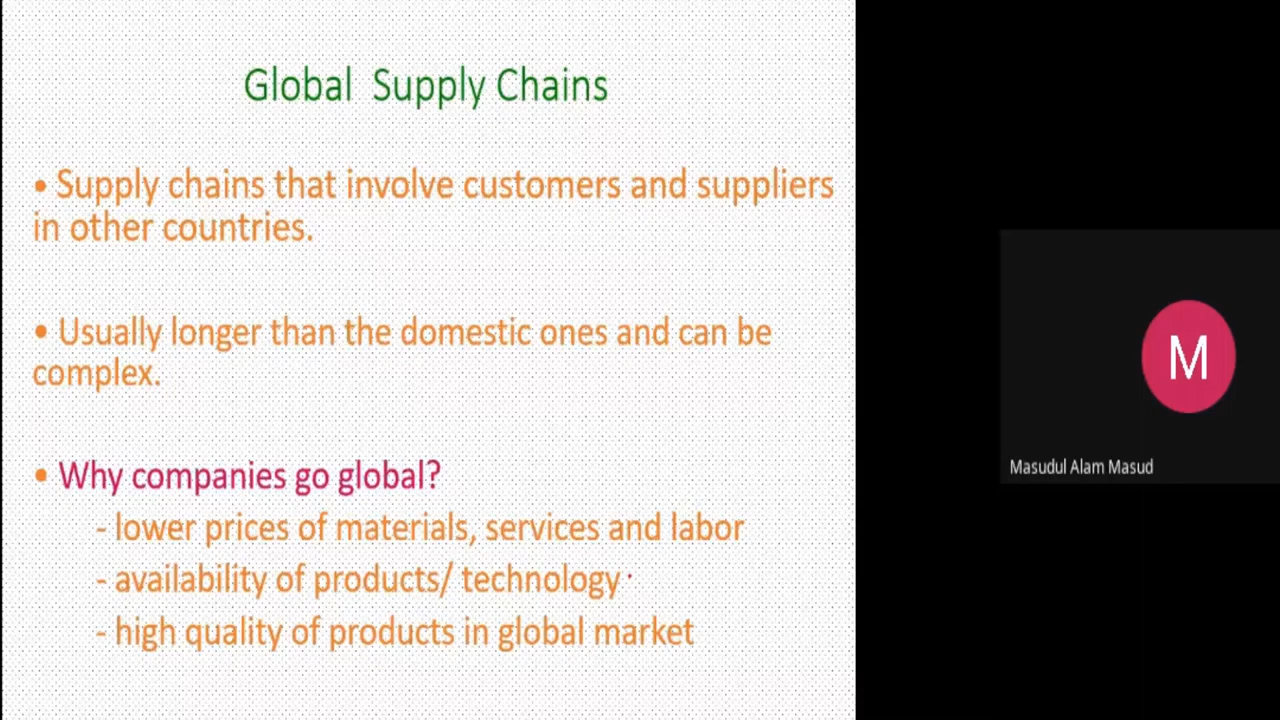 Global Supply Chains
• Supply chains that involve customers and suppliers
in other countries.
• Usually longer than the domestic ones and can be
complex.
• Why companies go global?
- lower prices of materials, services and labor
- availability of products/ technology
- high quality of products in global market
M
Masudul Alam Masud